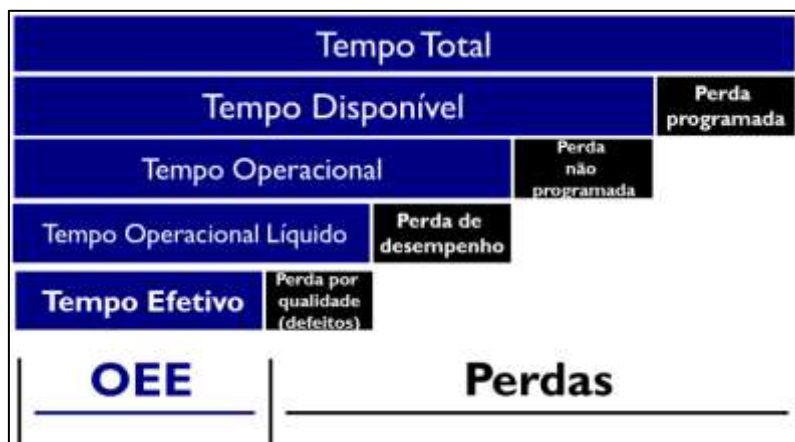 Tempo Total
Tempo Disponível
Perda
programada
Tempo Operacional
Perda
não
programada
Tempo Operacional Líquido
Perda de
desempenho
Tempo Efetivo
Perda por
qualidade
(defeitos)
OEE
Perdas